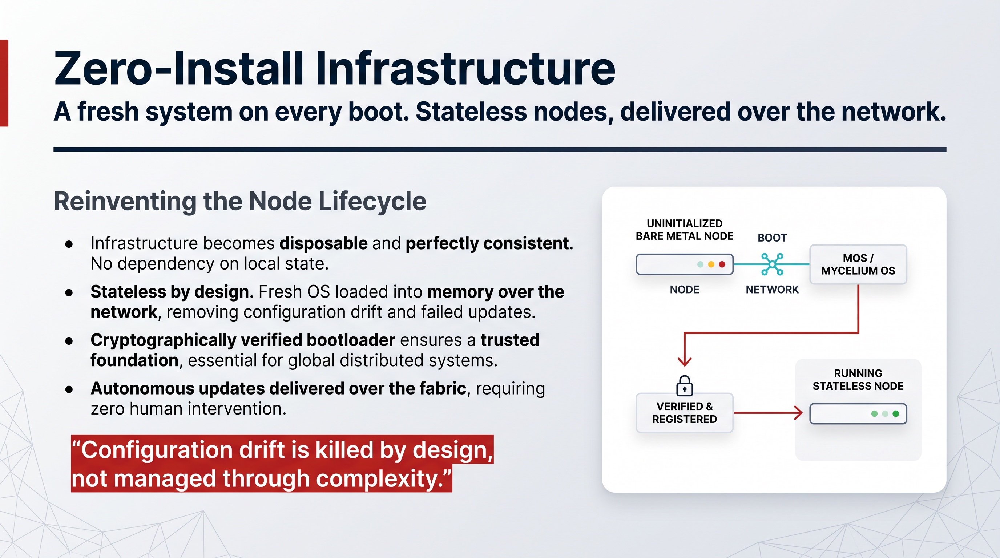 Zero-Install Infrastructure
A fresh system on every boot. Stateless nodes, delivered over the network.
Reinventing the Node Lifecycle
● Infrastructure becomes disposable and perfectly consistent.
No dependency on local state.
● Stateless by design. Fresh OS loaded into memory over the
network, removing configuration drift and failed updates.
● Cryptographically verified bootloader ensures a trusted
foundation, essential for global distributed systems.
● Autonomous updates delivered over the fabric, requiring
zero human intervention.
“Configuration drift is killed by design,
not managed through complexity.”
UNINITIALIZED
BARE METAL NODE
NODE
BOOT
NETWORK
MOS /
MYCELIUM OS
VERIFIED &
REGISTERED
RUNNING
STATELESS NODE